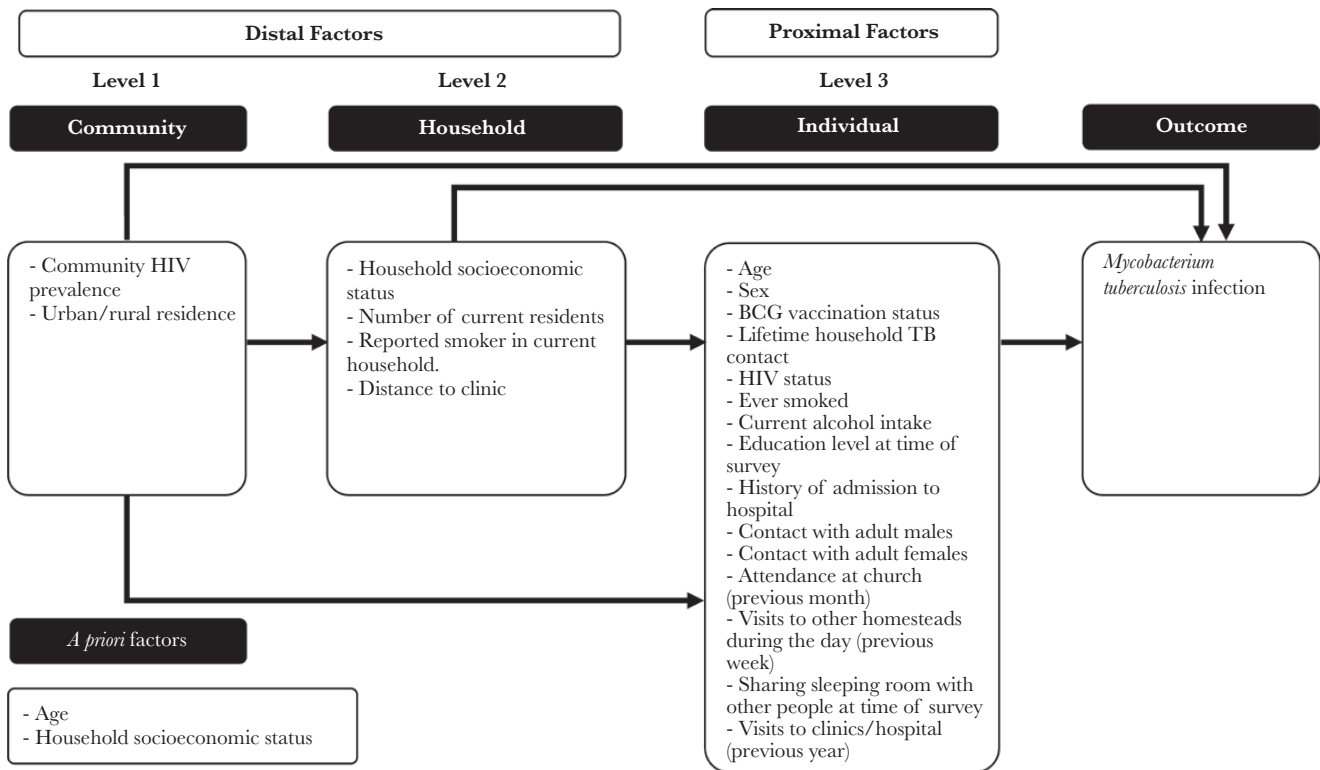 Distal Factors
Proximal Factors
Level 1
Level 2
Level 3
Community
Household
Individual
Outcome
- Community HIV
prevalence
- Urban/rural residence
- Household socioeconomic
status
- Number of current residents
- Reported smoker in current
household.
- Distance to clinic
- Age
- Sex
- BCG vaccination status
- Lifetime household TB
contact
- HIV status
- Ever smoked
- Current alcohol intake
- Education level at time of
survey
- History of admission to
hospital
- Contact with adult males
- Contact with adult females
- Attendance at church
(previous month)
- Visits to other homesteads
during the day (previous
week)
- Sharing sleeping room with
other people at time of survey
- Visits to clinics/hospital
(previous year)
Mycobacterium
tuberculosis infection
A priori factors
- Age
- Household socioeconomic status